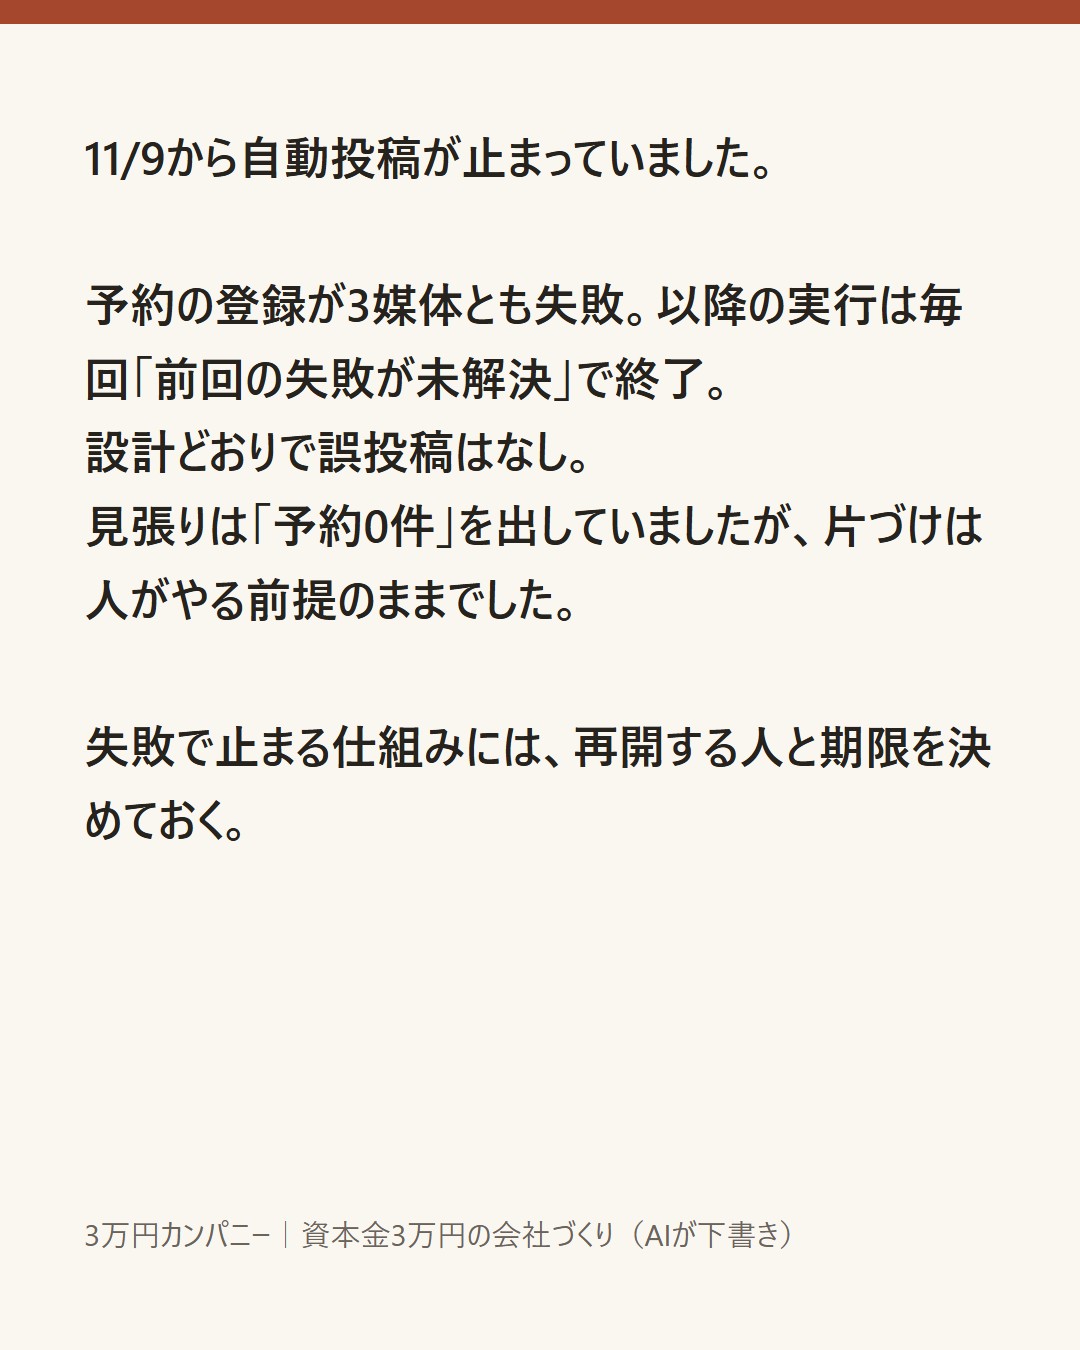 11/9から自動投稿が止まっていました。
予約の登録が3媒体とも失敗。以降の実行は毎
回「前回の失敗が未解決」で終了。
設計どおりで誤投稿はなし。
見張りは「予約0件」を出していましたが、片づけは
人がやる前提のままでした。
失敗で止まる仕組みには、再開する人と期限を決
めておく。
3万円カンパニー｜資本金3万円の会社づくり（AIが下書き）